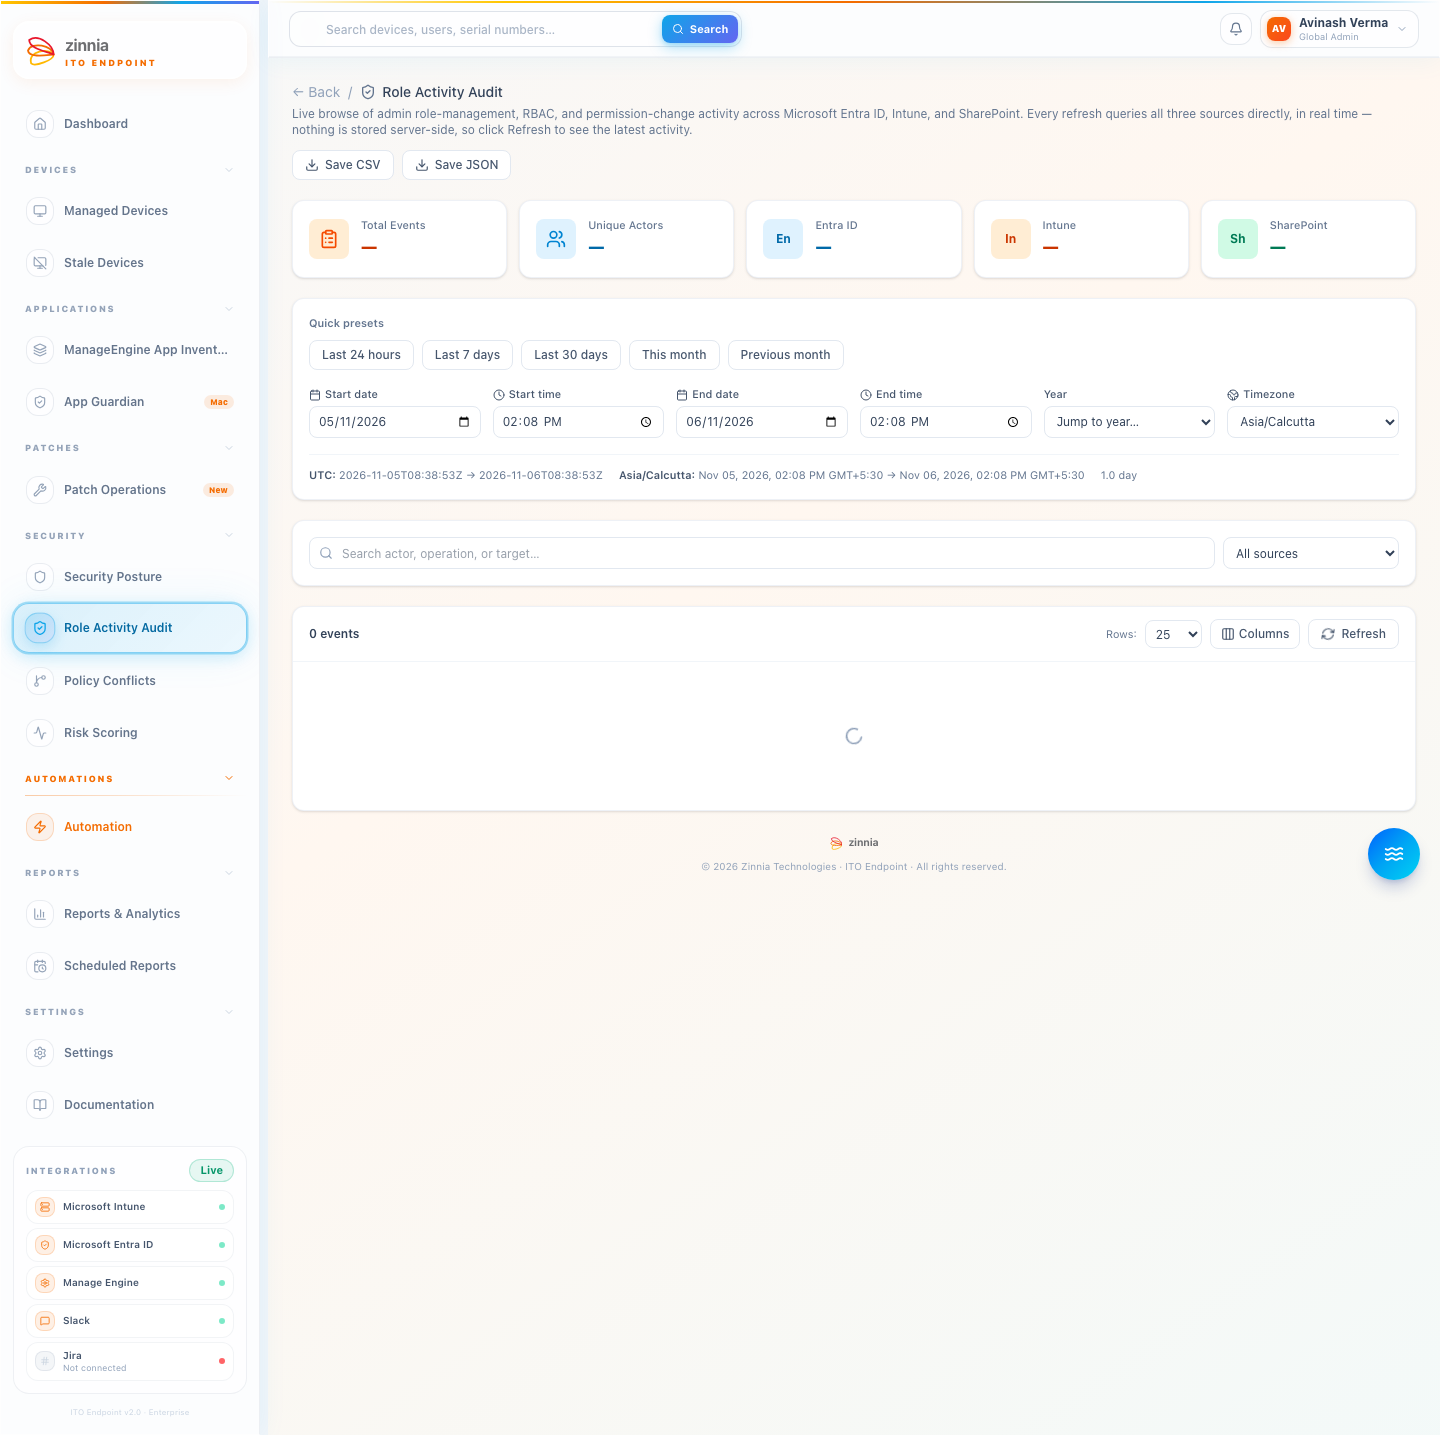 zinnia
ITO ENDPOINT
Dashboard
DEVICES
Managed Devices
Stale Devices
APPLICATIONS
ManageEngine App Invent...
App Guardian
Mac
PATCHES
Patch Operations
New
SECURITY
Security Posture
Role Activity Audit
Policy Conflicts
Risk Scoring
AUTOMATIONS
Automation
REPORTS
Reports & Analytics
Scheduled Reports
SETTINGS
Settings
Documentation
INTEGRATIONS
Live
Microsoft Intune
Microsoft Entra ID
Manage Engine
Slack
Jira
Not connected
ITO Endpoint v2.0 · Enterprise
Search devices, users, serial numbers...
Search
AV
Avinash Verma
Global Admin
← Back / Role Activity Audit
Live browse of admin role-management, RBAC, and permission-change activity across Microsoft Entra ID, Intune, and SharePoint. Every refresh queries all three sources directly, in real time —
nothing is stored server-side, so click Refresh to see the latest activity.
Save CSV
Save JSON
Total Events
—
Unique Actors
—
En
Entra ID
—
In
Intune
—
Sh
SharePoint
—
Quick presets
Last 24 hours
Last 7 days
Last 30 days
This month
Previous month
Start date
Start time
End date
End time
Year
Timezone
05/11/2026
02:08 PM
06/11/2026
02:08 PM
Jump to year...
Asia/Calcutta
UTC: 2026-11-05T08:38:53Z → 2026-11-06T08:38:53Z Asia/Calcutta: Nov 05, 2026, 02:08 PM GMT+5:30 → Nov 06, 2026, 02:08 PM GMT+5:30 1.0 day
Search actor, operation, or target...
All sources
0 events
Rows:
25
Columns
Refresh
zinnia
© 2026 Zinnia Technologies · ITO Endpoint · All rights reserved.